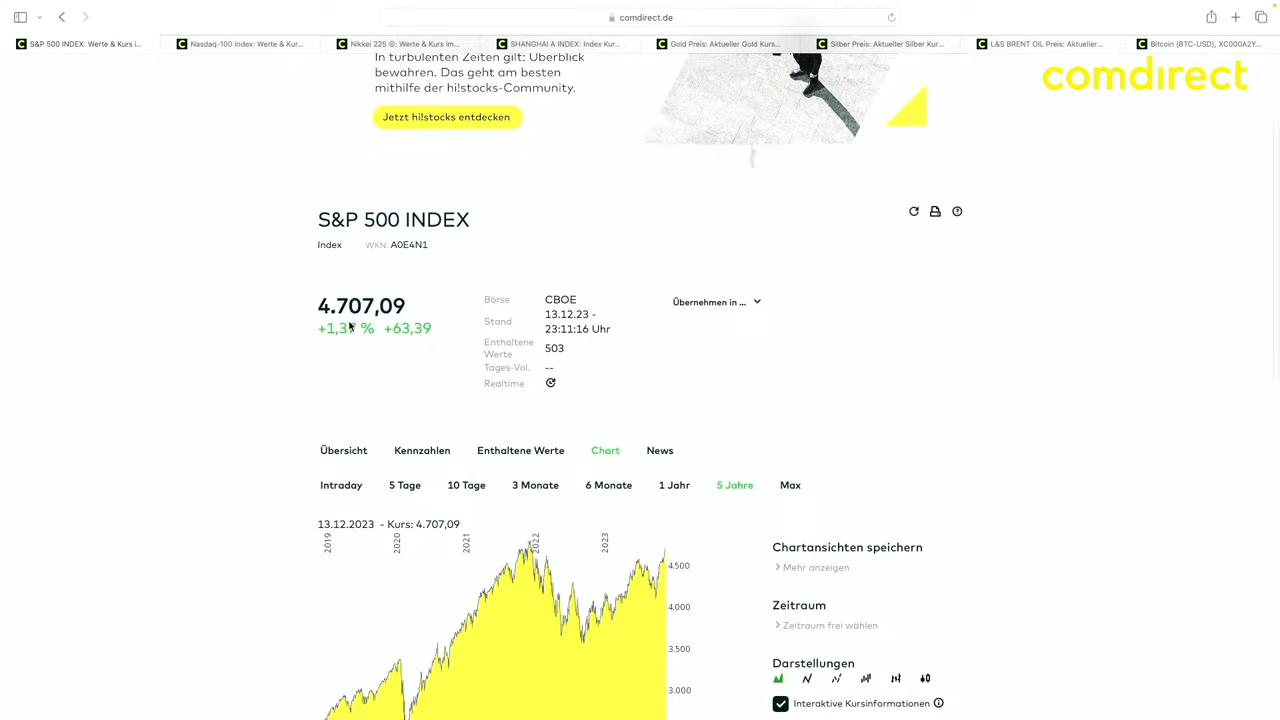 comdirect.de
S&P 500 INDEX: Werte & Kurs i...
Nasdaq-100 Index: Werte & Kur...
Nikkei 225 ®: Werte & Kurs im...
SHANGHAI A INDEX: Index Kur...
Gold Preis: Aktueller Gold Kurs...
Silber Preis: Aktueller Silber Kur...
L&S BRENT OIL Preis: Aktueller...
Bitcoin (BTC-USD), XC000A2Y...
comdirect
In turbulenten Zeiten gilt: Überblick
bewahren. Das geht am besten
mithilfe der hi!stocks-Community.
Jetzt hi!stocks entdecken
S&P 500 INDEX
Index WKN: A0E4N1
4.707,09
+63,39
Börse CBOE
Stand 13.12.23 -
23:11:16 Uhr
Enthaltene
Werte 503
Tages-Vol. --
Realtime
Übernehmen in ...
Übersicht Kennzahlen Enthaltene Werte Chart News
Intraday 5 Tage 10 Tage 3 Monate 6 Monate 1 Jahr 5 Jahre Max
13.12.2023 - Kurs: 4.707,09
2019 2020 2021 2022 2023
4.500
4.000
3.500
3.000
Chartansichten speichern
Mehr anzeigen
Zeitraum
Zeitraum frei wählen
Darstellungen
Interaktive Kursinformationen